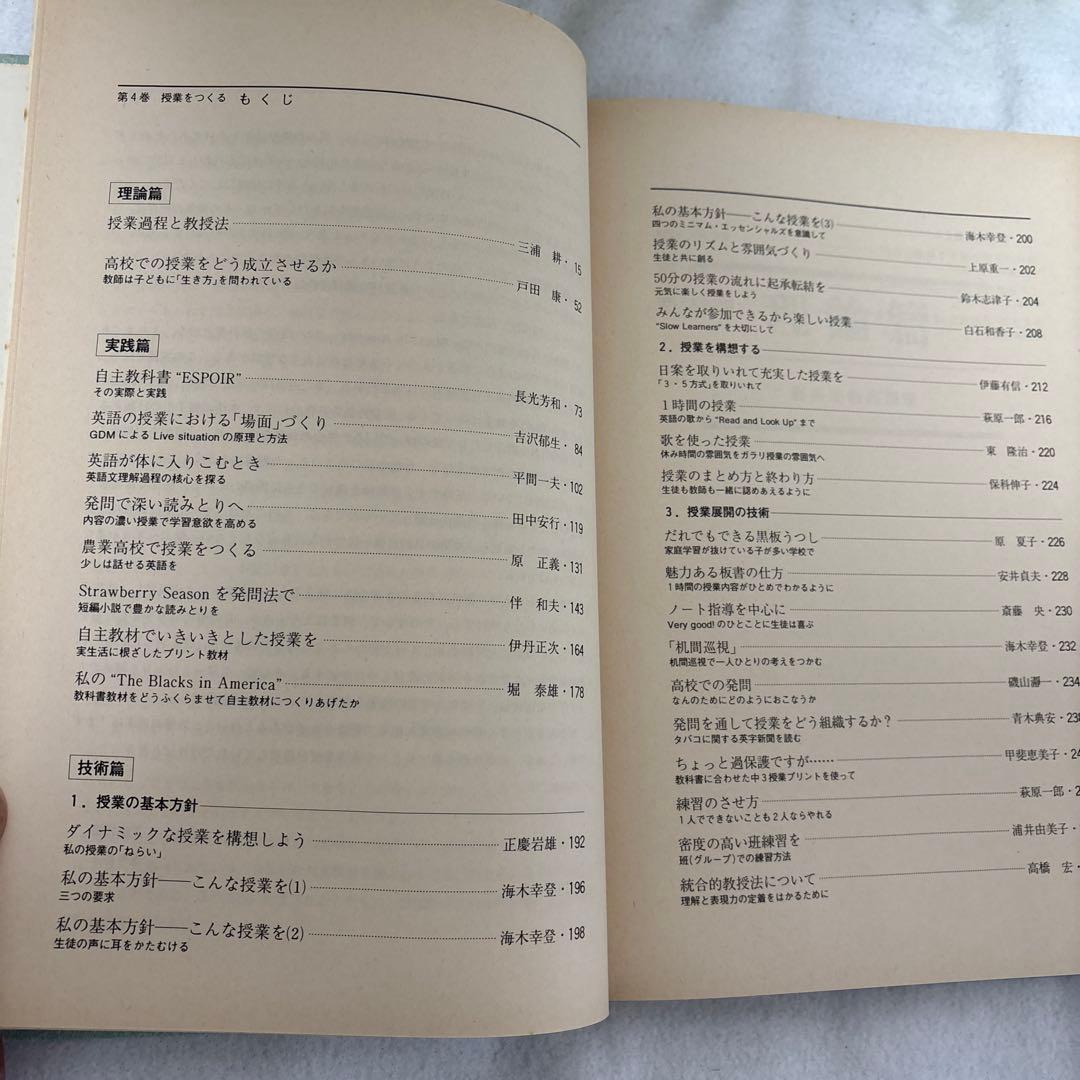 第4巻 授業をつくる もくじ
理論篇
授業過程と教授法 三浦 耕・15
高校での授業をどう成立させるか 戸田 康・52
教師は子どもに「生き方」を問われている
実践篇
自主教科書 “ESPOIR” 長光芳和・73
その実際と実践
英語の授業における「場面」づくり 吉沢郁生・84
GDMによる Live situation の原理と方法
英語が体に入りこむとき 平間一夫・102
英語文理解過程の核心を探る
発問で深い読みとりへ 田中安行・119
内容の濃い授業で学習意欲を高める
農業高校で授業をつくる 原 正義・131
少しは話せる英語を
Strawberry Season を発問法で 伴 和夫・143
短編小説で豊かな読みとりを
自主教材でいきいきとした授業を 伊丹正次・164
実生活に根ざしたプリント教材
私の “The Blacks in America” 堀 泰雄・178
教科書教材をどうふくらませて自主教材につくりあげたか
技術篇
1.授業の基本方針
ダイナミックな授業を構想しよう 正慶岩雄・192
私の授業の「ねらい」
私の基本方針――こんな授業を(1) 海木幸登・196
三つの要求
私の基本方針――こんな授業を(2) 海木幸登・198
生徒の声に耳をかたむける
私の基本方針――こんな授業を(3) 海木幸登・200
四つのミニマム・エッセンシャルズを意識して
授業のリズムと雰囲気づくり 上原重一・202
生徒と共に創る
50分の授業の流れに起承転結を 鈴木志津子・204
元気に楽しく授業をしよう
みんなが参加できるから楽しい授業 白石和香子・208
“Slow Learners” を大切にして
2.授業を構想する
日案を取りいれて充実した授業を 伊藤有信・212
「3・5方式」を取りいれて
1時間の授業 萩原一郎・216
英語の歌から “Read and Look Up” まで
歌を使った授業 東 隆治・220
休み時間の雰囲気をガラリ授業の雰囲気へ
授業のまとめ方と終わり方 保科伸子・224
生徒も教師も一緒に認めあえるように
3.授業展開の技術
だれでもできる黒板うつし 原 夏子・226
家庭学習が抜けている子が多い学校で
魅力ある板書の仕方 安井貞夫・228
1時間の授業内容がひとめでわかるように
ノート指導を中心に 斎藤 央・230
Very good! のひとことに生徒は喜ぶ
「机間巡視」 海木幸登・232
机間巡視で一人ひとりの考えをつかむ
高校での発問 磯山瀞一・234
なんのためにどのようにおこなうか
発問を通して授業をどう組織するか? 青木典安・238
タバコに関する英字新聞を読む
ちょっと過保護ですが…… 甲斐恵美子・24
教科書に合わせた中3授業プリントを使って
練習のさせ方 萩原一郎・2
1人でできないことも2人ならやれる
密度の高い班練習を 浦井由美子・
班(グループ)での練習方法
統合的教授法について 高橋 宏・
理解と表現力の定着をはかるために